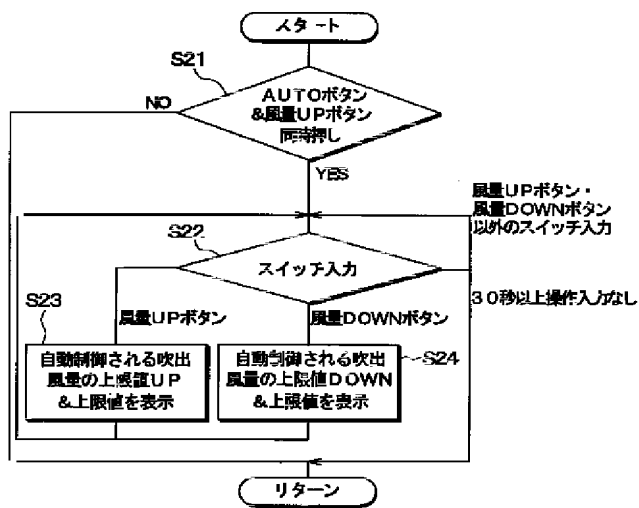 スタート
S21
NO
AUTOボタン
&風量UPボタン
同時押し
YES
風量UPボタン・
風量DOWNボタン
以外のスイッチ入力
S22
スイッチ入力
30秒以上操作入力なし
S23
風量UPボタン
風量DOWNボタン
S24
自動制御される吹出
風量の上限値UP
&上限値を表示
自動制御される吹出
風量の上限値DOWN
&上限値を表示
リターン